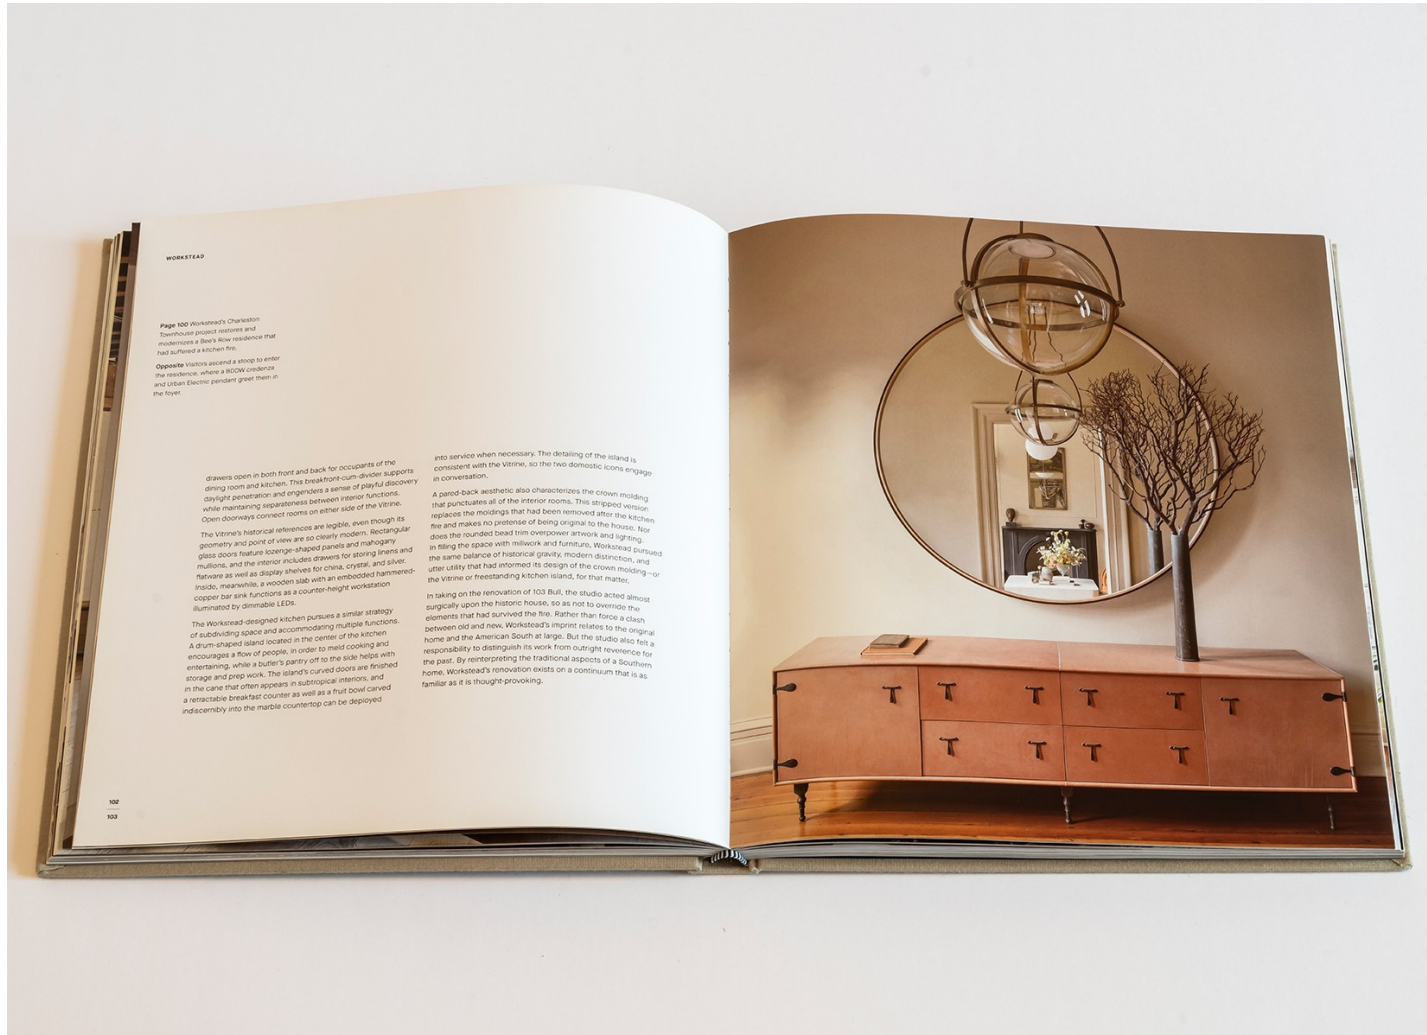 WORKSTEAD
Page 100 Workstead's Charleston
Townhouse project restores and
modernizes a Bee's Row residence that
had suffered a kitchen fire.
Opposite Visitors ascend a stoop to enter
the residence, where a BDDW credenza
and Urban Electric pendant greet them in
the foyer.
drawers open in both front and back for occupants of the
dining room and kitchen. This breakfront-cum-divider supports
daylight penetration and engenders a sense of playful discovery
while maintaining separateness between interior functions.
Open doorways connect rooms on either side of the Vitrine.
The Vitrine's historical references are legible, even though its
geometry and point of view are so clearly modern. Rectangular
glass doors feature lozenge-shaped panels and mahogany
mullions, and the interior includes drawers for storing linens and
flatware as well as display shelves for china, crystal, and silver.
Inside, meanwhile, a wooden slab with an embedded hammered-
copper bar sink functions as a counter-height workstation
illuminated by dimmable LEDs.
The Workstead-designed kitchen pursues a similar strategy
of subdividing space and accommodating multiple functions.
A drum-shaped island located in the center of the kitchen
encourages a flow of people, in order to meld cooking and
entertaining, while a butler's pantry off to the side helps with
storage and prep work. The island's curved doors are finished
in the cane that often appears in subtropical interiors, and
a retractable breakfast counter as well as a fruit bowl carved
indiscernibly into the marble countertop can be deployed
into service when necessary. The detailing of the island is
consistent with the Vitrine, so the two domestic icons engage
in conversation.
A pared-back aesthetic also characterizes the crown molding
that punctuates all of the interior rooms. This stripped version
replaces the moldings that had been removed after the kitchen
fire and makes no pretense of being original to the house. Nor
does the rounded bead trim overpower artwork and lighting.
In filling the space with millwork and furniture, Workstead pursued
the same balance of historical gravity, modern distinction, and
utter utility that had informed its design of the crown molding—or
the Vitrine or freestanding kitchen island, for that matter.
In taking on the renovation of 103 Bull, the studio acted almost
surgically upon the historic house, so as not to override the
elements that had survived the fire. Rather than force a clash
between old and new, Workstead's imprint relates to the original
home and the American South at large. But the studio also felt a
responsibility to distinguish its work from outright reverence for
the past. By reinterpreting the traditional aspects of a Southern
home, Workstead's renovation exists on a continuum that is as
familiar as it is thought-provoking.
102
103